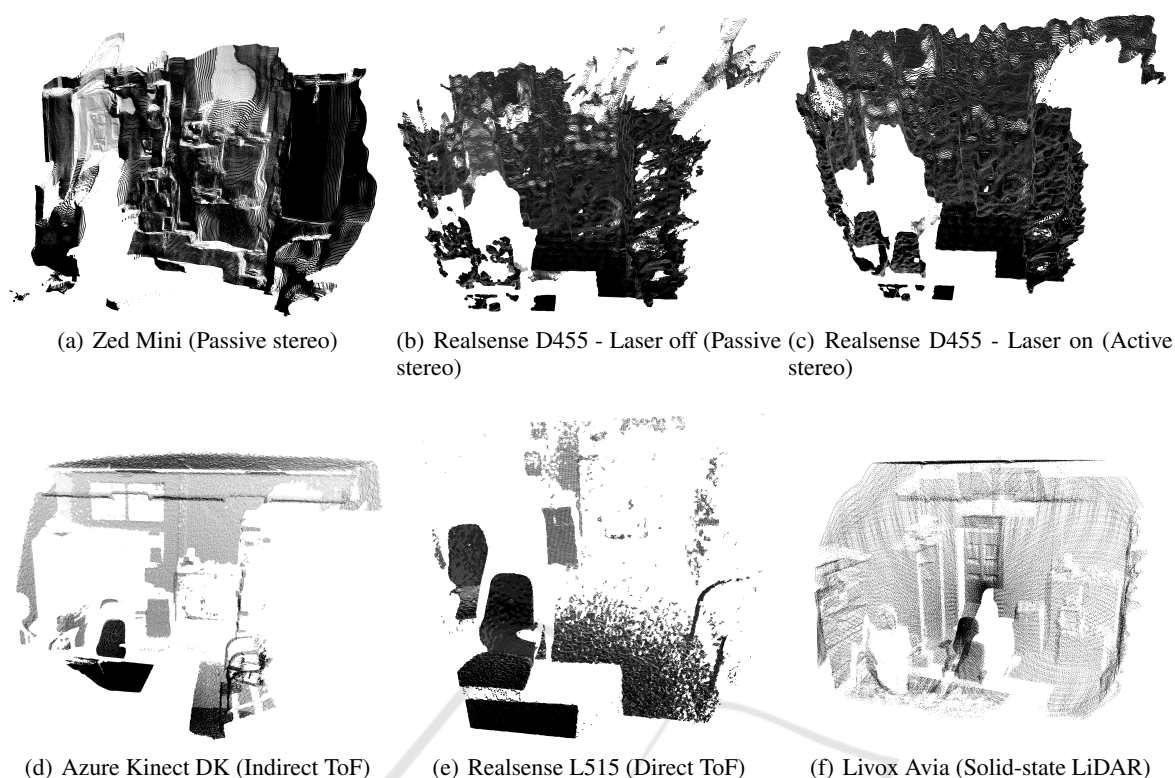 (a) Zed Mini (Passive stereo)
(b) Realsense D455 - Laser off (Passive
stereo)
(c) Realsense D455 - Laser on (Active
stereo)
(d) Azure Kinect DK (Indirect ToF)
(e) Realsense L515 (Direct ToF)
(f) Livox Avia (Solid-state LiDAR)